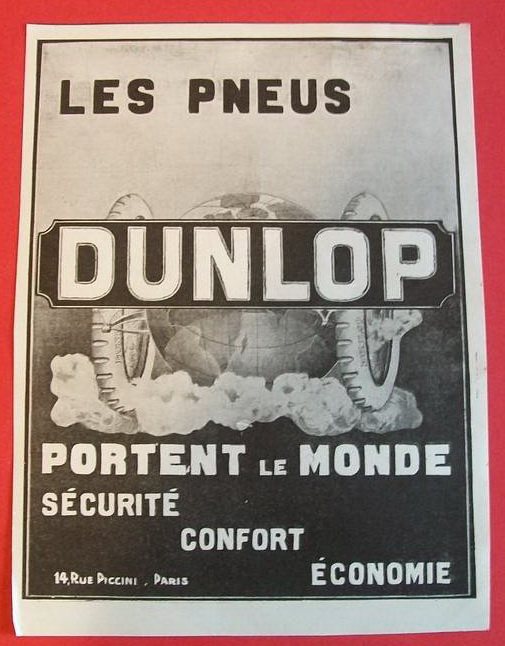 LES PNEUS
DUNLOP
PORTENT LE MONDE
SÉCURITÉ
CONFORT
ÉCONOMIE
14, RUE PICCINI, PARIS